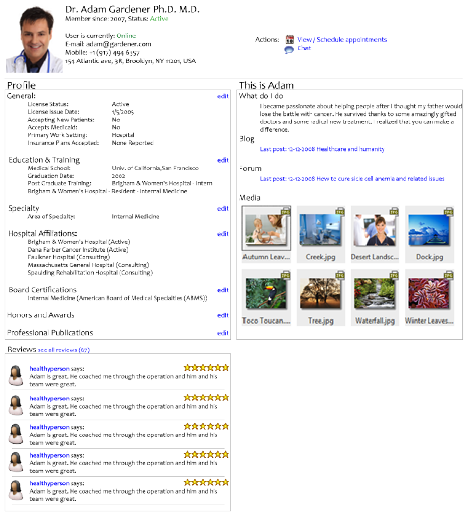 Dr. Adam Gardener Ph.D. M.D.
Member since: 2007, Status: Active
User is currently: Online
E-mail: adam@gardener.com
Mobile: +1 (917) 494 6357
151 Atlantic ave, 3R, Brooklyn, NY 11201, USA
Actions:
View / Schedule appointments
Chat
Profile
General: edit
License Status: Active
License Issue Date: 1/5/2005
Accepting New Patients: No
Accepts Medicaid: No
Primary Work Setting: Hospital
Insurance Plans Accepted: None Reported
Education & Training edit
Medical School: Univ. of California, San Francisco
Graduation Date: 2002
Post Graduate Training: Brigham & Women's Hospital - Intern
Brigham & Women's Hospital - Resident - Internal Medicine
Specialty edit
Area of Specialty: Internal Medicine
Hospital Affiliations: edit
Brigham & Women's Hospital (Active)
Dana Farber Cancer Institute (Active)
Faulkner Hospital (Consulting)
Massachusetts General Hospital (Consulting)
Spaulding Rehabilitation Hospital (Consulting)
Board Certifications edit
Internal Medicine (American Board of Medical Specialties (ABMS))
Honors and Awards edit
Professional Publications edit
This is Adam
What do I do
I became passionate about helping people after I thought my father would
lose the battle with cancer. He survived thanks to some amazing gifted
doctors and some radical new treatment... I realized that you can make a
difference.
Blog
Last post: 12-12-2008 Healthcare and humanity
Forum
Last post: 12-12-2008 How to cure sickle cell anemia and related issues
Media
Autumn Leav...
Creek.jpg
Desert Landsc...
Dock.jpg
Toco Toucan...
Tree.jpg
Waterfall.jpg
Winter Leaves...
Reviews see all reviews (67)
healthyperson says:
Adam is great. He coached me through the operation and him and his
team were great.
healthyperson says:
Adam is great. He coached me through the operation and him and his
team were great.
healthyperson says:
Adam is great. He coached me through the operation and him and his
team were great.
healthyperson says:
Adam is great. He coached me through the operation and him and his
team were great.
healthyperson says:
Adam is great. He coached me through the operation and him and his
team were great.